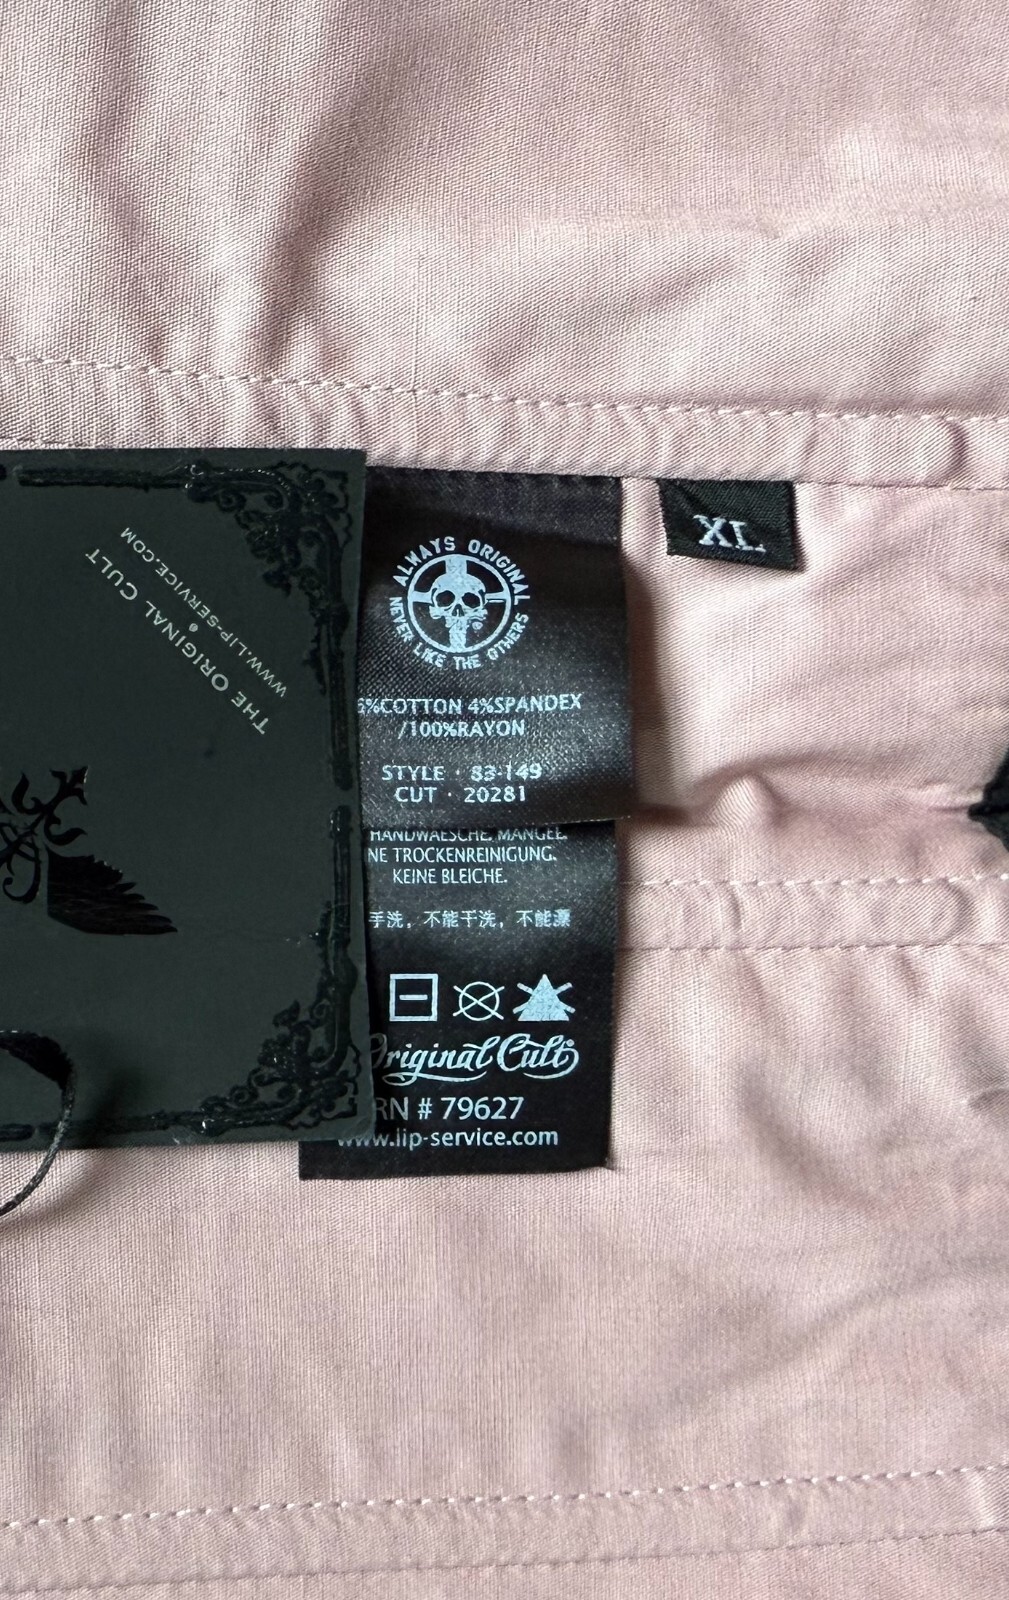 THE ORIGINAL CULT
WWW.LIP-SERVICE.COM
ALWAYS ORIGINAL
NEVER LIKE THE OTHERS
XL
%COTTON 4%SPANDEX
/100%RAYON
STYLE · 83-149
CUT · 20281
HANDWAESCHE. MANGEL.
NE TROCKENREINIGUNG.
KEINE BLEICHE.
手洗，不能干洗，不能漂
Original Cult®
RN # 79627
www.lip-service.com